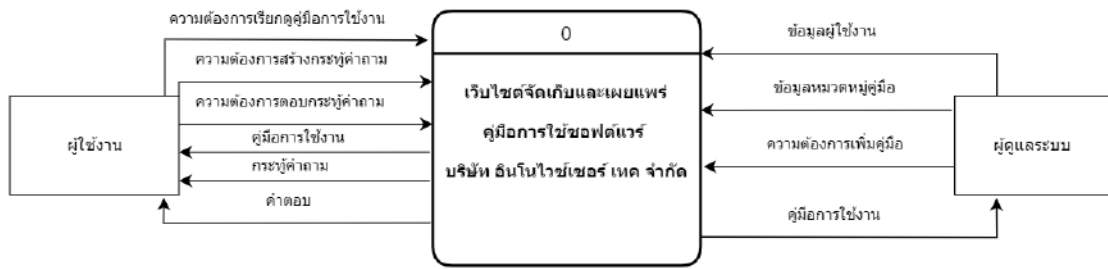 ความต้องการเรียกดูคู่มือการใช้งาน
ความต้องการสร้างกระทู้คำถาม
ความต้องการตอบกระทู้คำถาม
ผู้ใช้งาน
คู่มือการใช้งาน
กระทู้คำถาม
คำตอบ
0
เว็บไซต์จัดเก็บและเผยแพร่
คู่มือการใช้ซอฟต์แวร์
บริษัท อินโนไวซ์เซอร์ เทค จำกัด
ข้อมูลผู้ใช้งาน
ข้อมูลหมวดหมู่คู่มือ
ความต้องการเพิ่มคู่มือ
ผู้ดูแลระบบ
คู่มือการใช้งาน